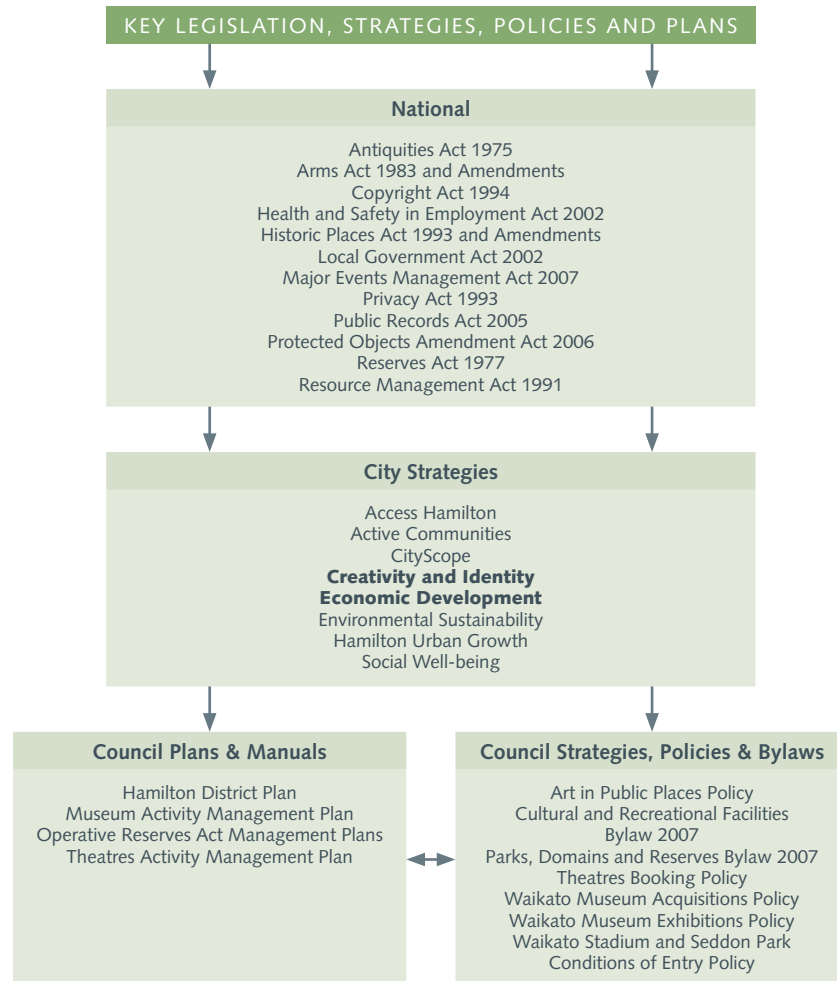 KEY LEGISLATION, STRATEGIES, POLICIES AND PLANS
National
Antiquities Act 1975
Arms Act 1983 and Amendments
Copyright Act 1994
Health and Safety in Employment Act 2002
Historic Places Act 1993 and Amendments
Local Government Act 2002
Major Events Management Act 2007
Privacy Act 1993
Public Records Act 2005
Protected Objects Amendment Act 2006
Reserves Act 1977
Resource Management Act 1991
City Strategies
Access Hamilton
Active Communities
CityScope
Creativity and Identity
Economic Development
Environmental Sustainability
Hamilton Urban Growth
Social Well-being
Council Plans & Manuals
Hamilton District Plan
Museum Activity Management Plan
Operative Reserves Act Management Plans
Theatres Activity Management Plan
Council Strategies, Policies & Bylaws
Art in Public Places Policy
Cultural and Recreational Facilities
Bylaw 2007
Parks, Domains and Reserves Bylaw 2007
Theatres Booking Policy
Waikato Museum Acquisitions Policy
Waikato Museum Exhibitions Policy
Waikato Stadium and Seddon Park
Conditions of Entry Policy